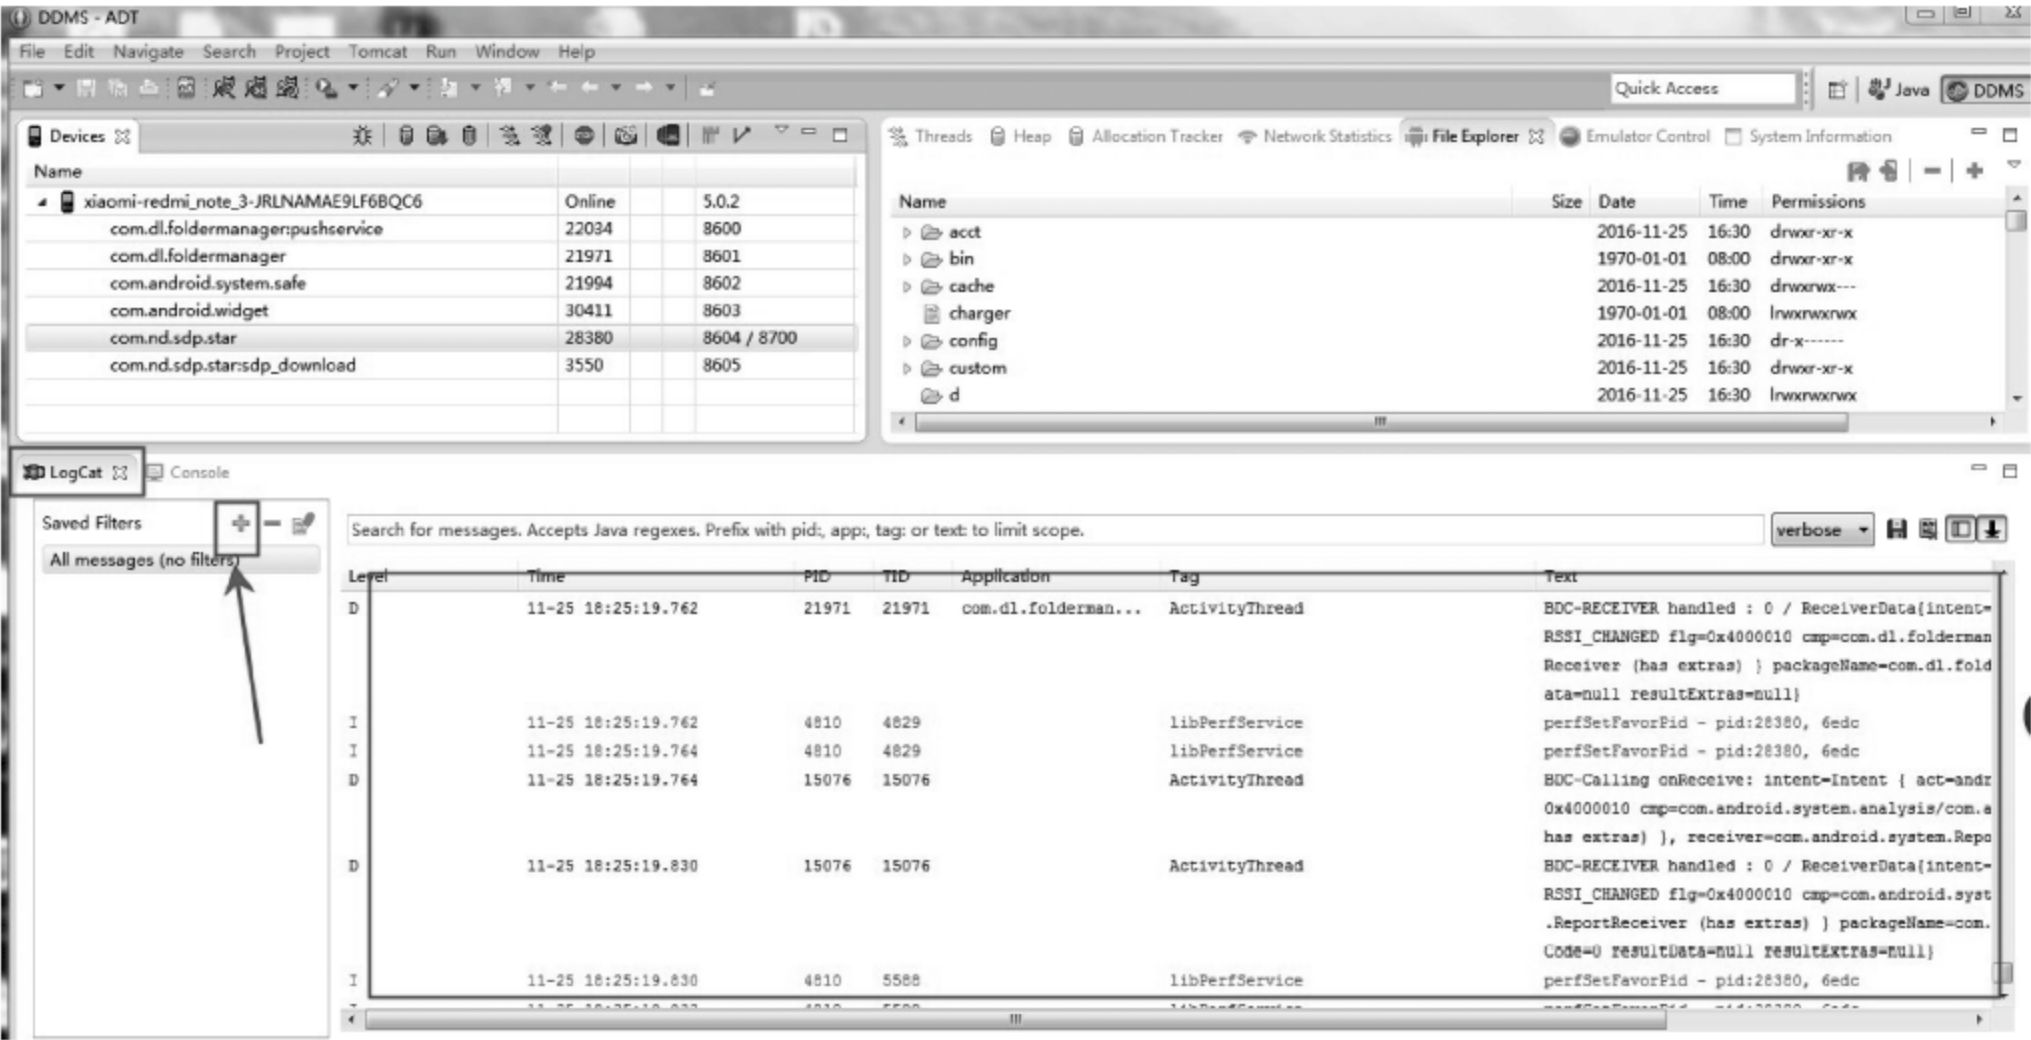 DDMS - ADT
File Edit Navigate Search Project Tomcat Run Window Help
Quick Access Java DDMS
Devices
Name
xiaomi-redmi_note_3-JRLNAMAE9LF6BQC6 Online 5.0.2
com.dl.foldermanager:pushservice 22034 8600
com.dl.foldermanager 21971 8601
com.android.system.safe 21994 8602
com.android.widget 30411 8603
com.nd.sdp.star 28380 8604 / 8700
com.nd.sdp.star:sdp_download 3550 8605
Threads Heap Allocation Tracker Network Statistics File Explorer Emulator Control System Information
Name Size Date Time Permissions
acct 2016-11-25 16:30 drwxr-xr-x
bin 1970-01-01 08:00 drwxr-xr-x
cache 2016-11-25 16:30 drwxrwx---
charger 1970-01-01 08:00 lrwxrwxrwx
config 2016-11-25 16:30 dr-x------
custom 2016-11-25 16:30 drwxr-xr-x
d 2016-11-25 16:30 lrwxrwxrwx
LogCat Console
Saved Filters
All messages (no filters)
Search for messages. Accepts Java regexes. Prefix with pid:, app:, tag: or text: to limit scope. verbose
Level Time PID TID Application Tag Text
D 11-25 18:25:19.762 21971 21971 com.dl.folderman... ActivityThread BDC-RECEIVER handled : 0 / ReceiverData{intent=
RSSI_CHANGED flg=0x4000010 cmp=com.dl.folderman
Receiver (has extras) } packageName=com.dl.fold
ata=null resultExtras=null}
I 11-25 18:25:19.762 4810 4829 libPerfService perfSetFavorPid - pid:28380, 6edc
I 11-25 18:25:19.764 4810 4829 libPerfService perfSetFavorPid - pid:28380, 6edc
D 11-25 18:25:19.764 15076 15076 ActivityThread BDC-Calling onReceive: intent=Intent { act=andr
0x4000010 cmp=com.android.system.analysis/com.a
has extras) }, receiver=com.android.system.Repo
D 11-25 18:25:19.830 15076 15076 ActivityThread BDC-RECEIVER handled : 0 / ReceiverData{intent=
RSSI_CHANGED flg=0x4000010 cmp=com.android.syst
.ReportReceiver (has extras) } packageName=com.
Code=0 resultData=null resultExtras=null}
I 11-25 18:25:19.830 4810 5588 libPerfService perfSetFavorPid - pid:28380, 6edc